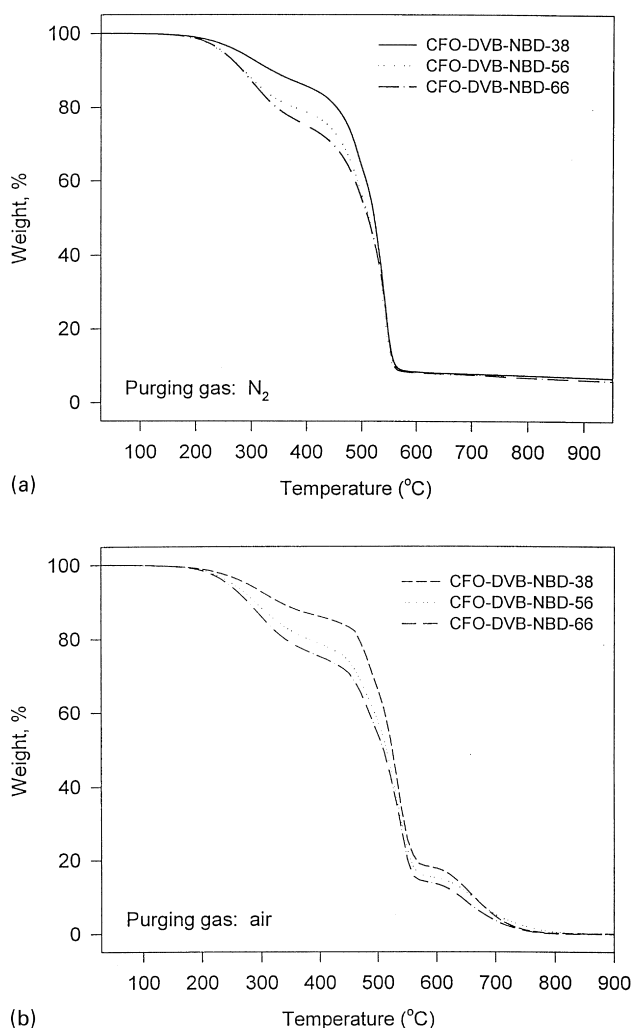 100
80
60
40
20
0
Weight, %
CFO-DVB-NBD-38
CFO-DVB-NBD-56
CFO-DVB-NBD-66
Purging gas: N₂
100 200 300 400 500 600 700 800 900
Temperature (°C)
(a)
100
80
60
40
20
0
Weight, %
CFO-DVB-NBD-38
CFO-DVB-NBD-56
CFO-DVB-NBD-66
Purging gas: air
100 200 300 400 500 600 700 800 900
Temperature (°C)
(b)